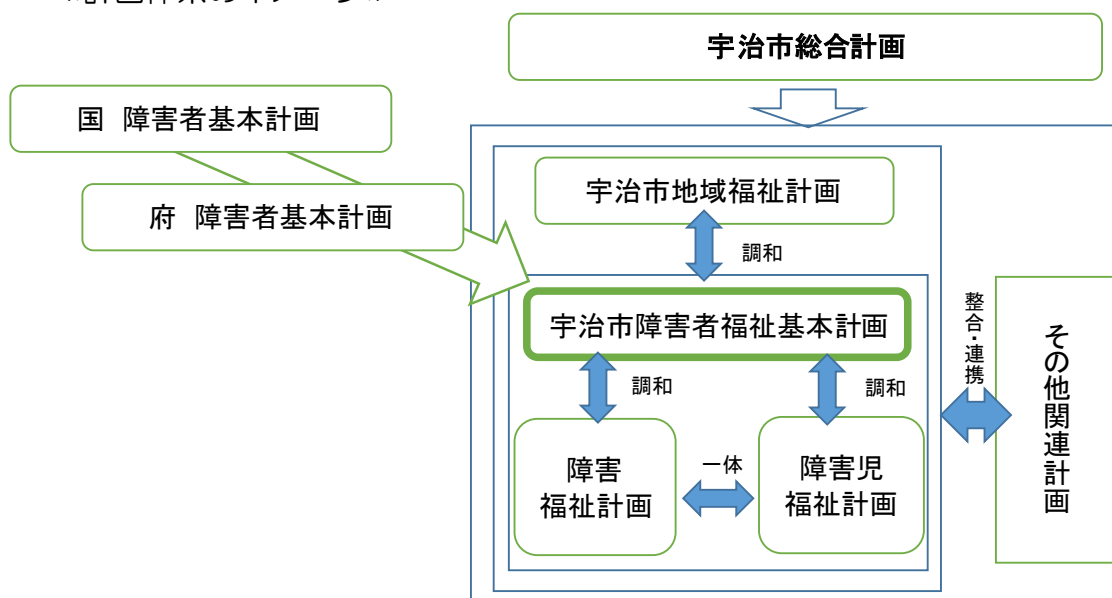 宇治市総合計画
国 障害者基本計画
府 障害者基本計画
宇治市地域福祉計画
調和
宇治市障害者福祉基本計画
調和
調和
障害
福祉計画
一体
障害児
福祉計画
整合・連携
その他関連計画